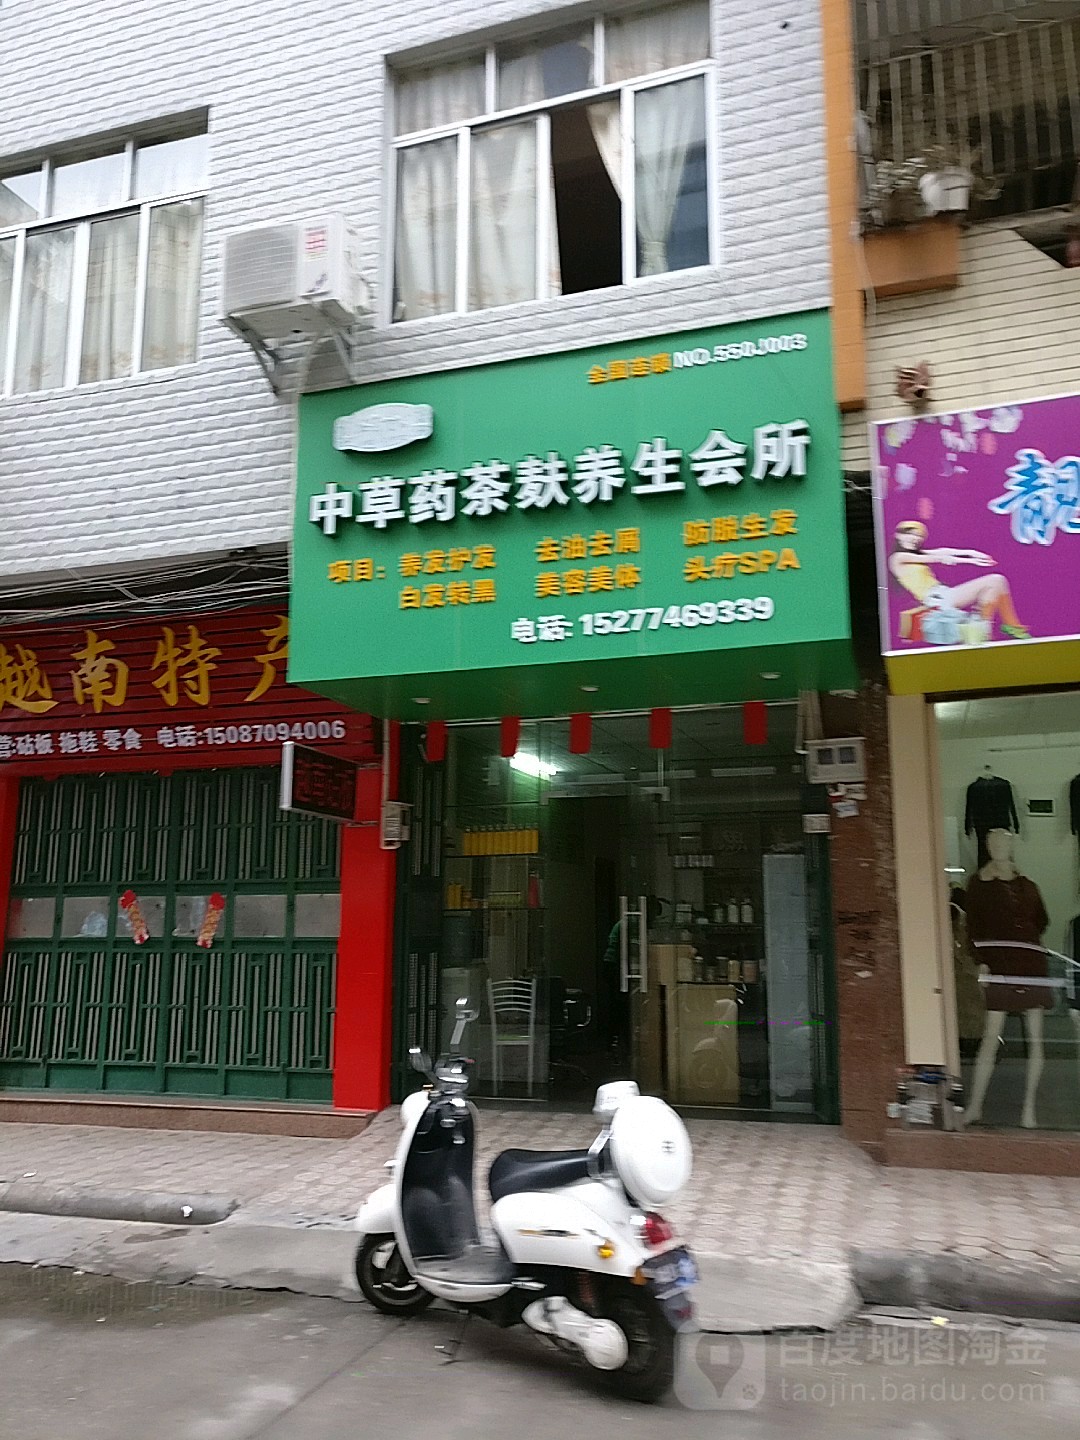 全国连锁 NO.550J003
中草药茶麸养生会所
项目：养发护发 去油去屑 防脱生发
白发转黑 美容美体 头疗SPA
电话: 15277469339
越南特产
营:砧板 拖鞋 零食 电话:15087094006
靓
百度地图淘金
taojin.baidu.com